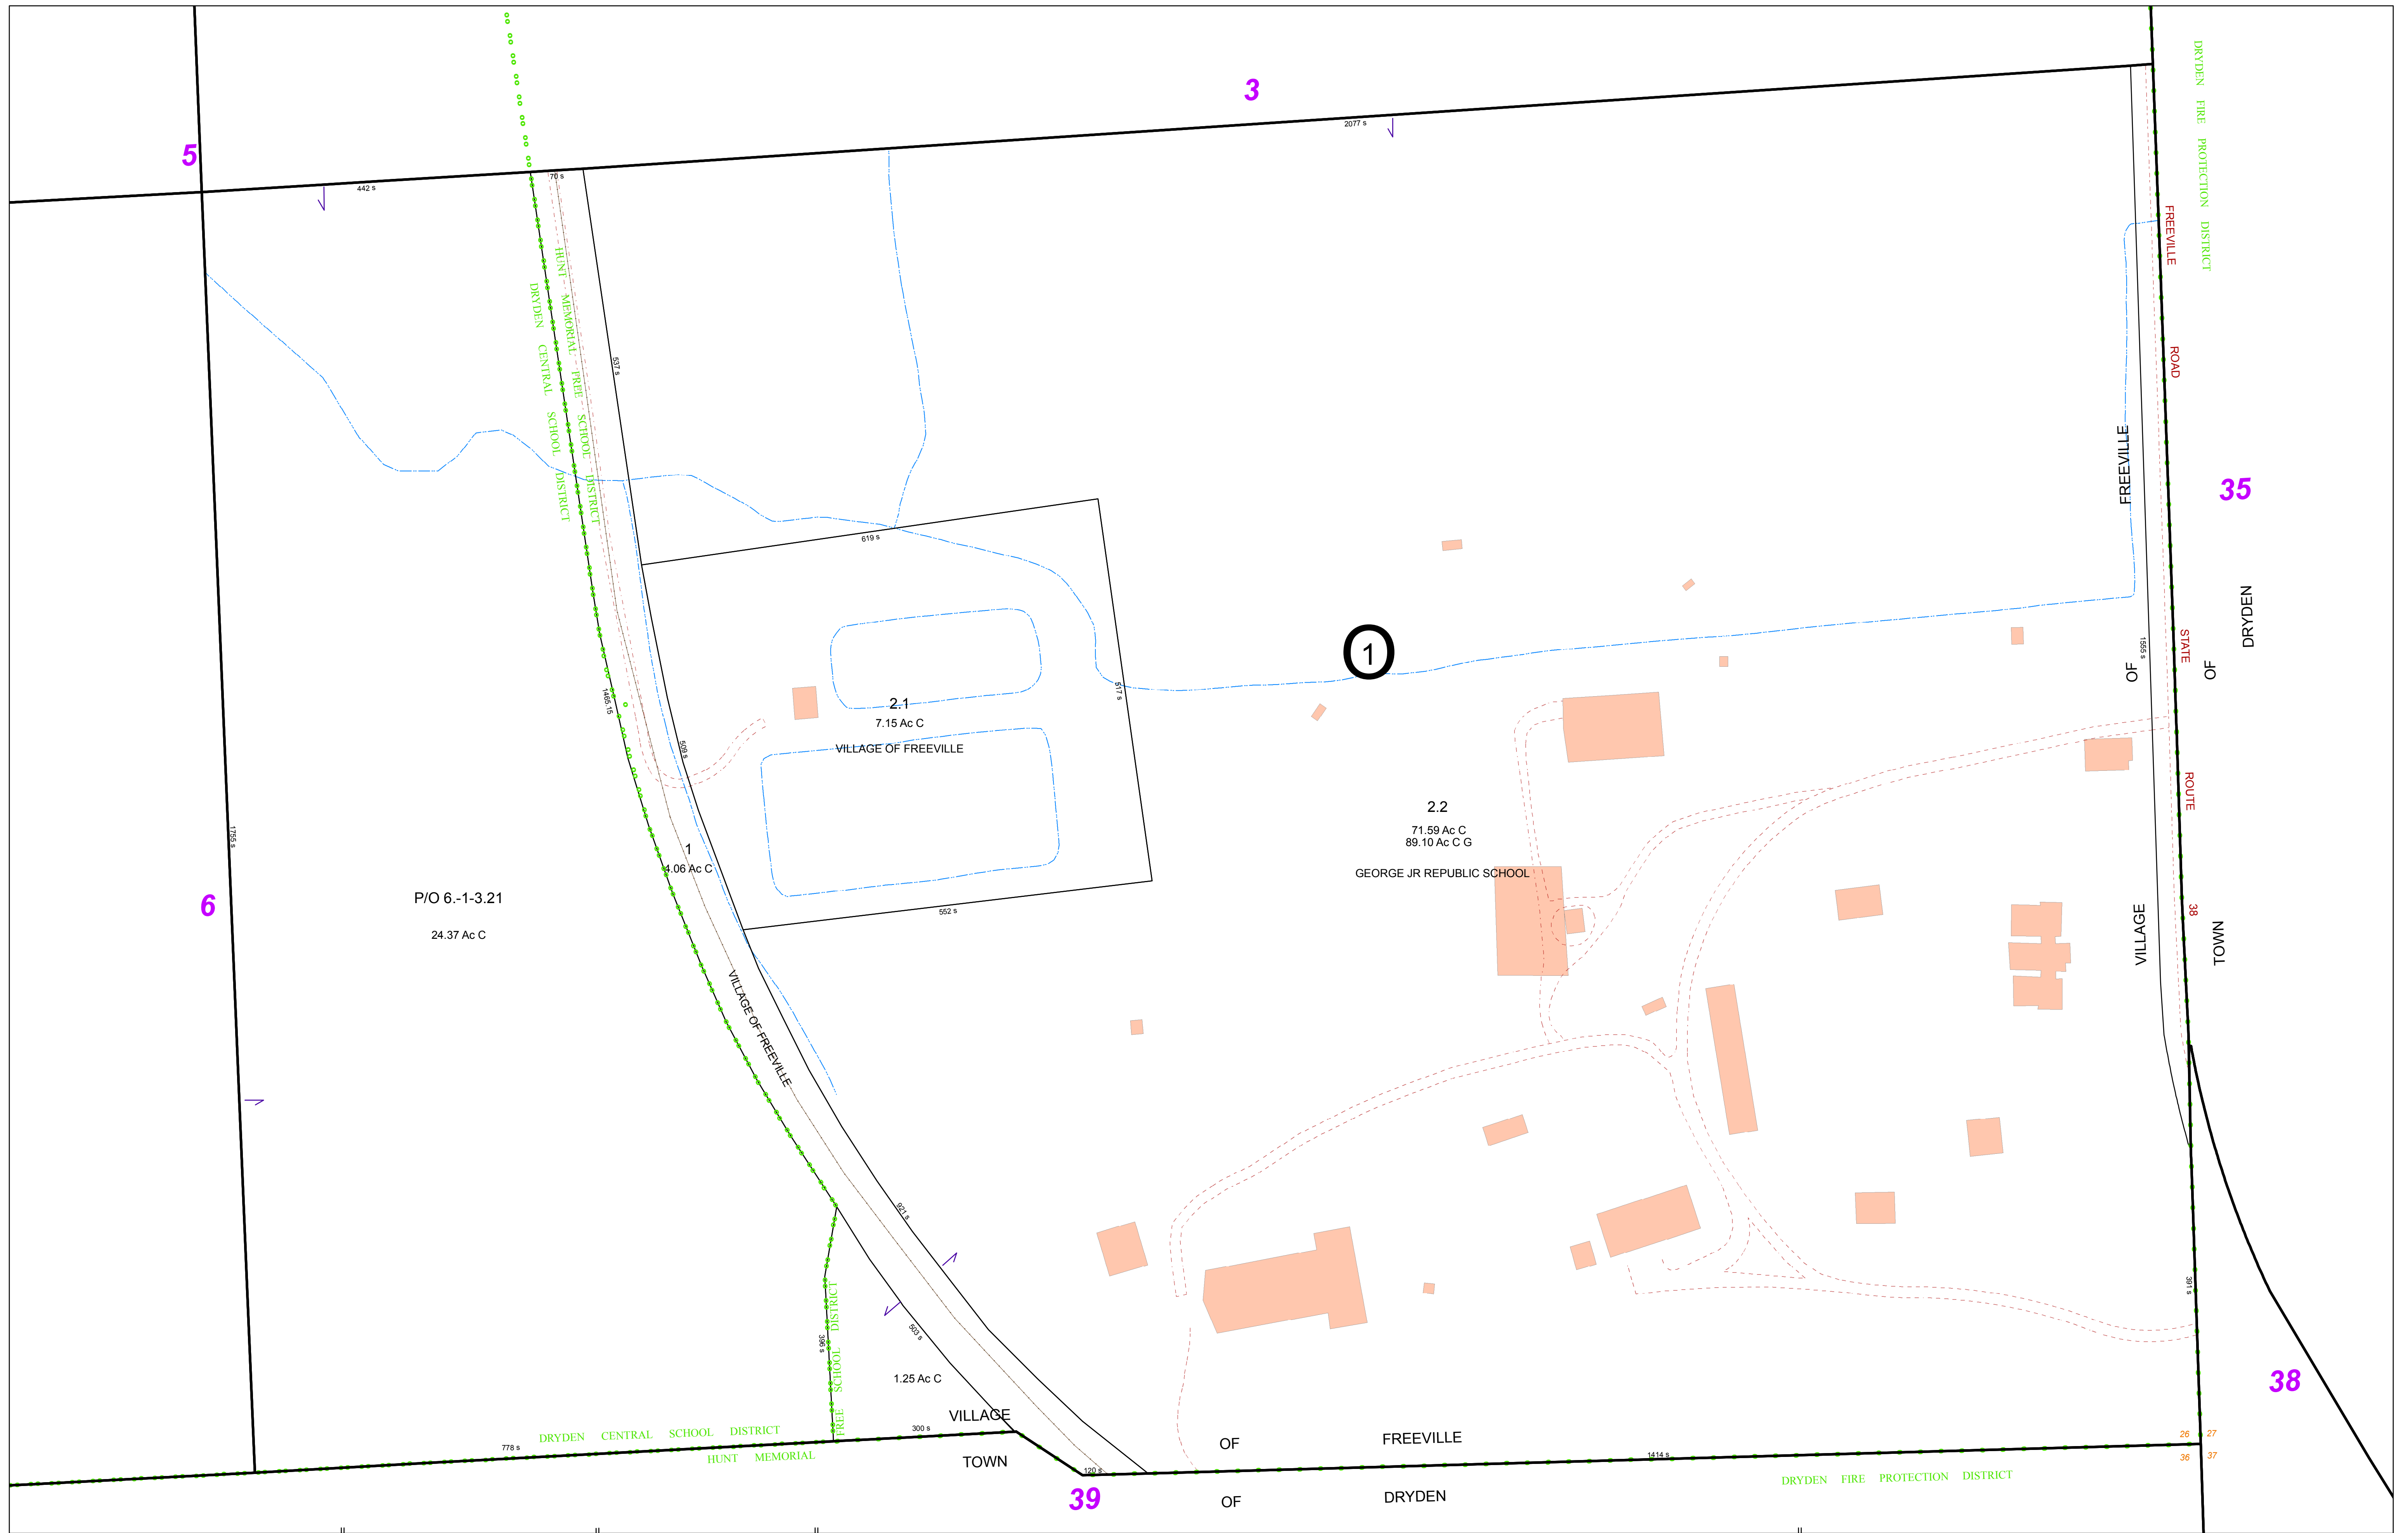 3
2077 s
5
442 s
70 s
DRYDEN FIRE PROTECTION DISTRICT
FREEVILLE ROAD
STATE ROUTE 38
HUNT MEMORIAL FREE SCHOOL DISTRICT
DRYDEN CENTRAL SCHOOL DISTRICT
537 s
VILLAGE OF FREEVILLE
35
TOWN OF DRYDEN
619 s
1
1555 s
517 s
1465.15
509 s
2.1
7.15 Ac C
VILLAGE OF FREEVILLE
2.2
71.59 Ac C
89.10 Ac C G
GEORGE JR REPUBLIC SCHOOL
1755 s
1
4.06 Ac C
6
P/O 6.-1-3.21
24.37 Ac C
552 s
VILLAGE OF FREEVILLE
921 s
503 s
396 s
FREE SCHOOL DISTRICT
391 s
38
1.25 Ac C
VILLAGE OF FREEVILLE
300 s
DRYDEN CENTRAL SCHOOL DISTRICT
778 s
HUNT MEMORIAL
TOWN OF DRYDEN
120 s
1414 s
39
DRYDEN FIRE PROTECTION DISTRICT
26 27
36 37